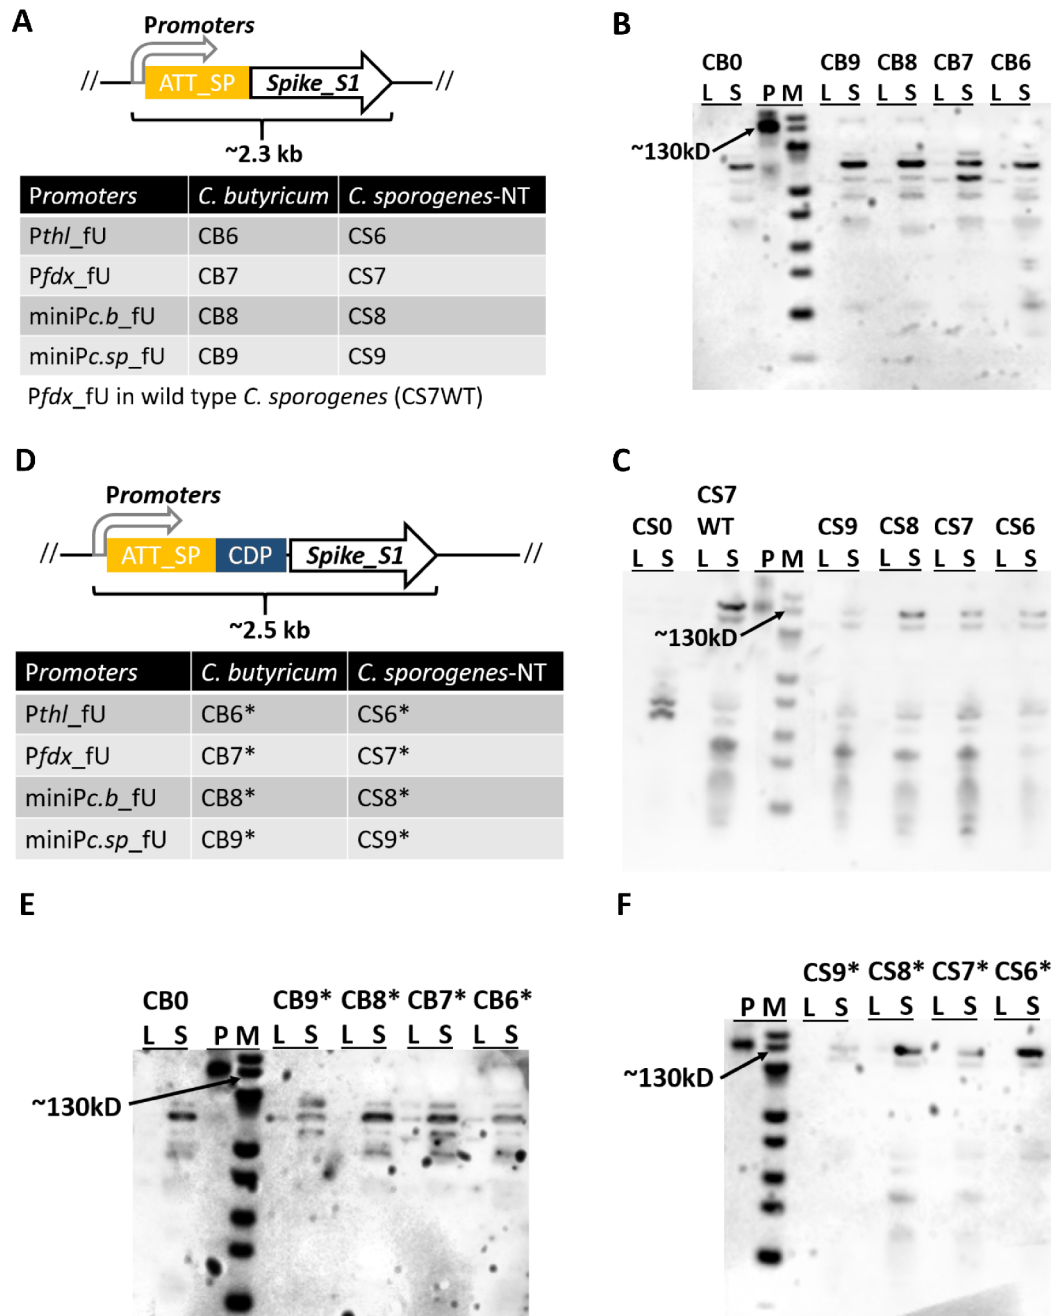 A
Promoters
// ATT_SP Spike_S1 //
~2.3 kb
Promoters C. butyricum C. sporogenes-NT
Pthl_fU CB6 CS6
Pfdx_fU CB7 CS7
miniPc.b_fU CB8 CS8
miniPc.sp_fU CB9 CS9
Pfdx_fU in wild type C. sporogenes (CS7WT)
B
CB0 CB9 CB8 CB7 CB6
L S P M L S L S L S L S
~130kD
D
Promoters
// ATT_SP CDP Spike_S1 //
~2.5 kb
Promoters C. butyricum C. sporogenes-NT
Pthl_fU CB6* CS6*
Pfdx_fU CB7* CS7*
miniPc.b_fU CB8* CS8*
miniPc.sp_fU CB9* CS9*
C
CS7
CS0 WT CS9 CS8 CS7 CS6
L S L S P M L S L S L S L S
~130kD
E
CB0 CB9* CB8* CB7* CB6*
L S P M L S L S L S L S
~130kD
F
CS9* CS8* CS7* CS6*
P M L S L S L S L S
~130kD